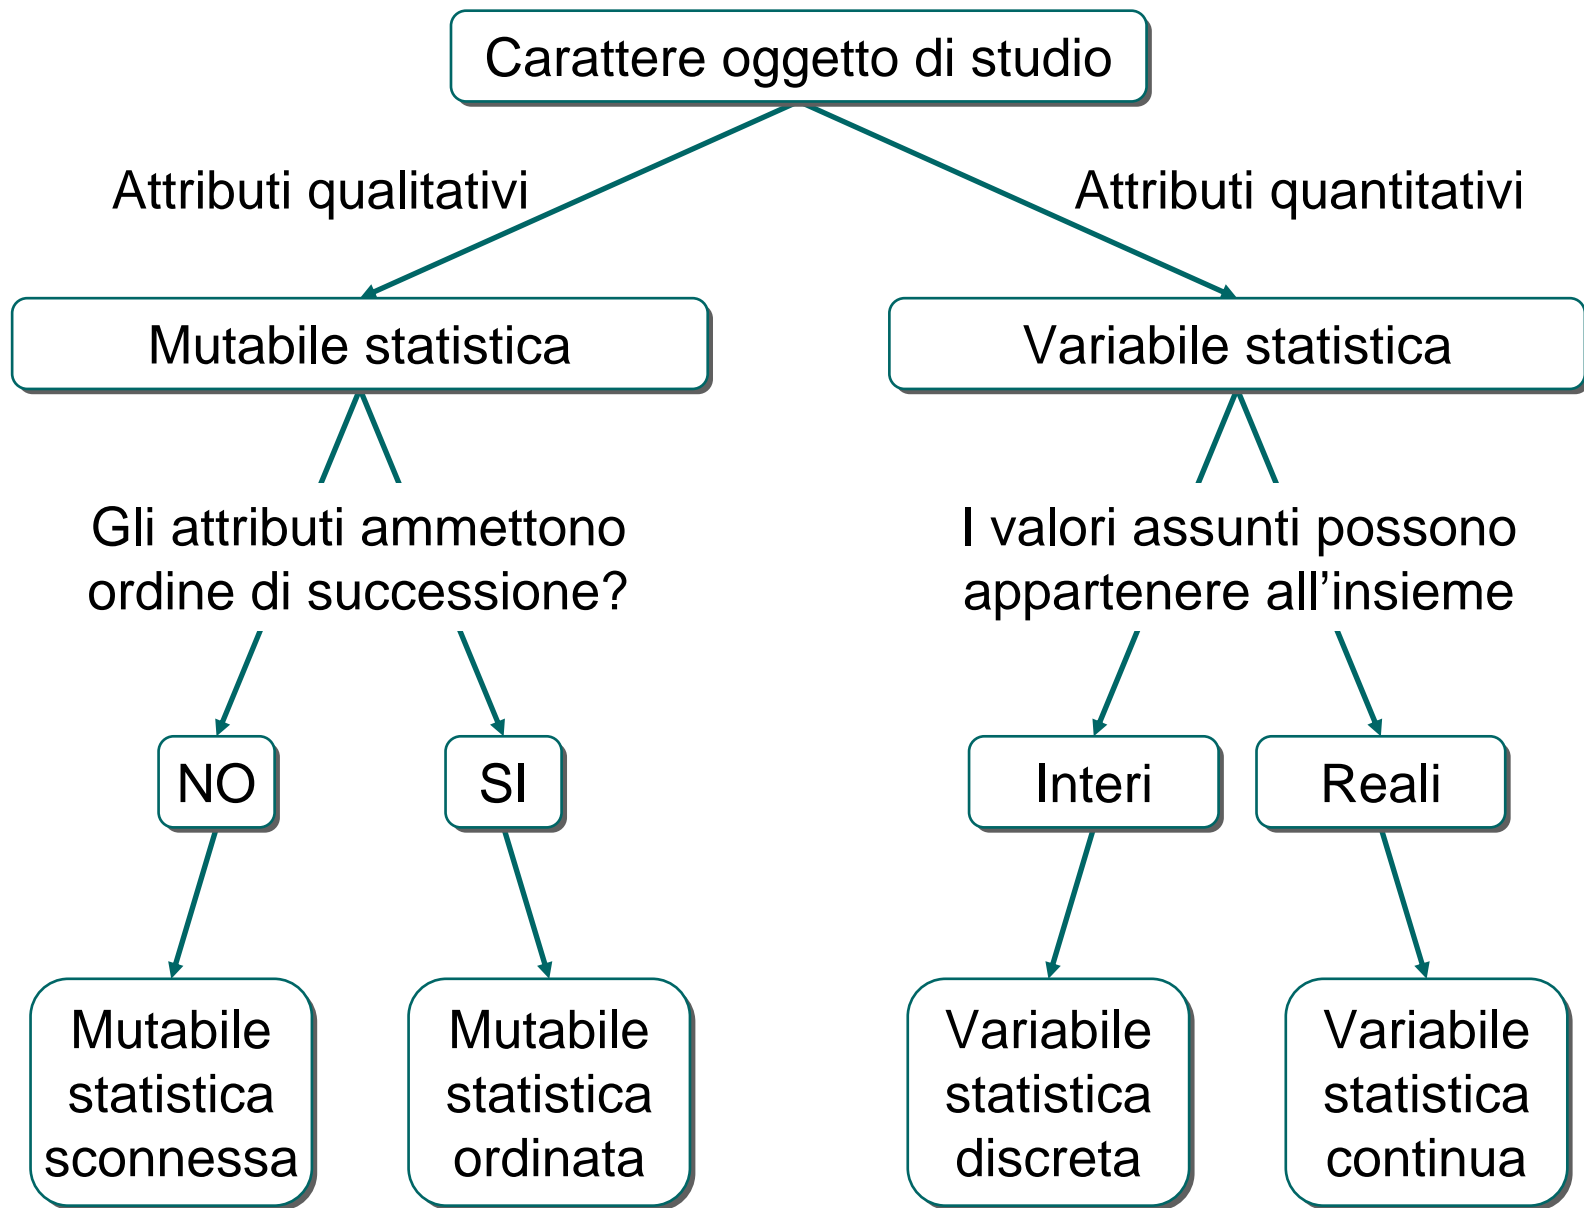 Carattere oggetto di studio
Attributi qualitativi
Attributi quantitativi
Mutabile statistica
Variabile statistica
Gli attributi ammettono
ordine di successione?
I valori assunti possono
appartenere all’insieme
NO
SI
Interi
Reali
Mutabile
statistica
sconnessa
Mutabile
statistica
ordinata
Variabile
statistica
discreta
Variabile
statistica
continua